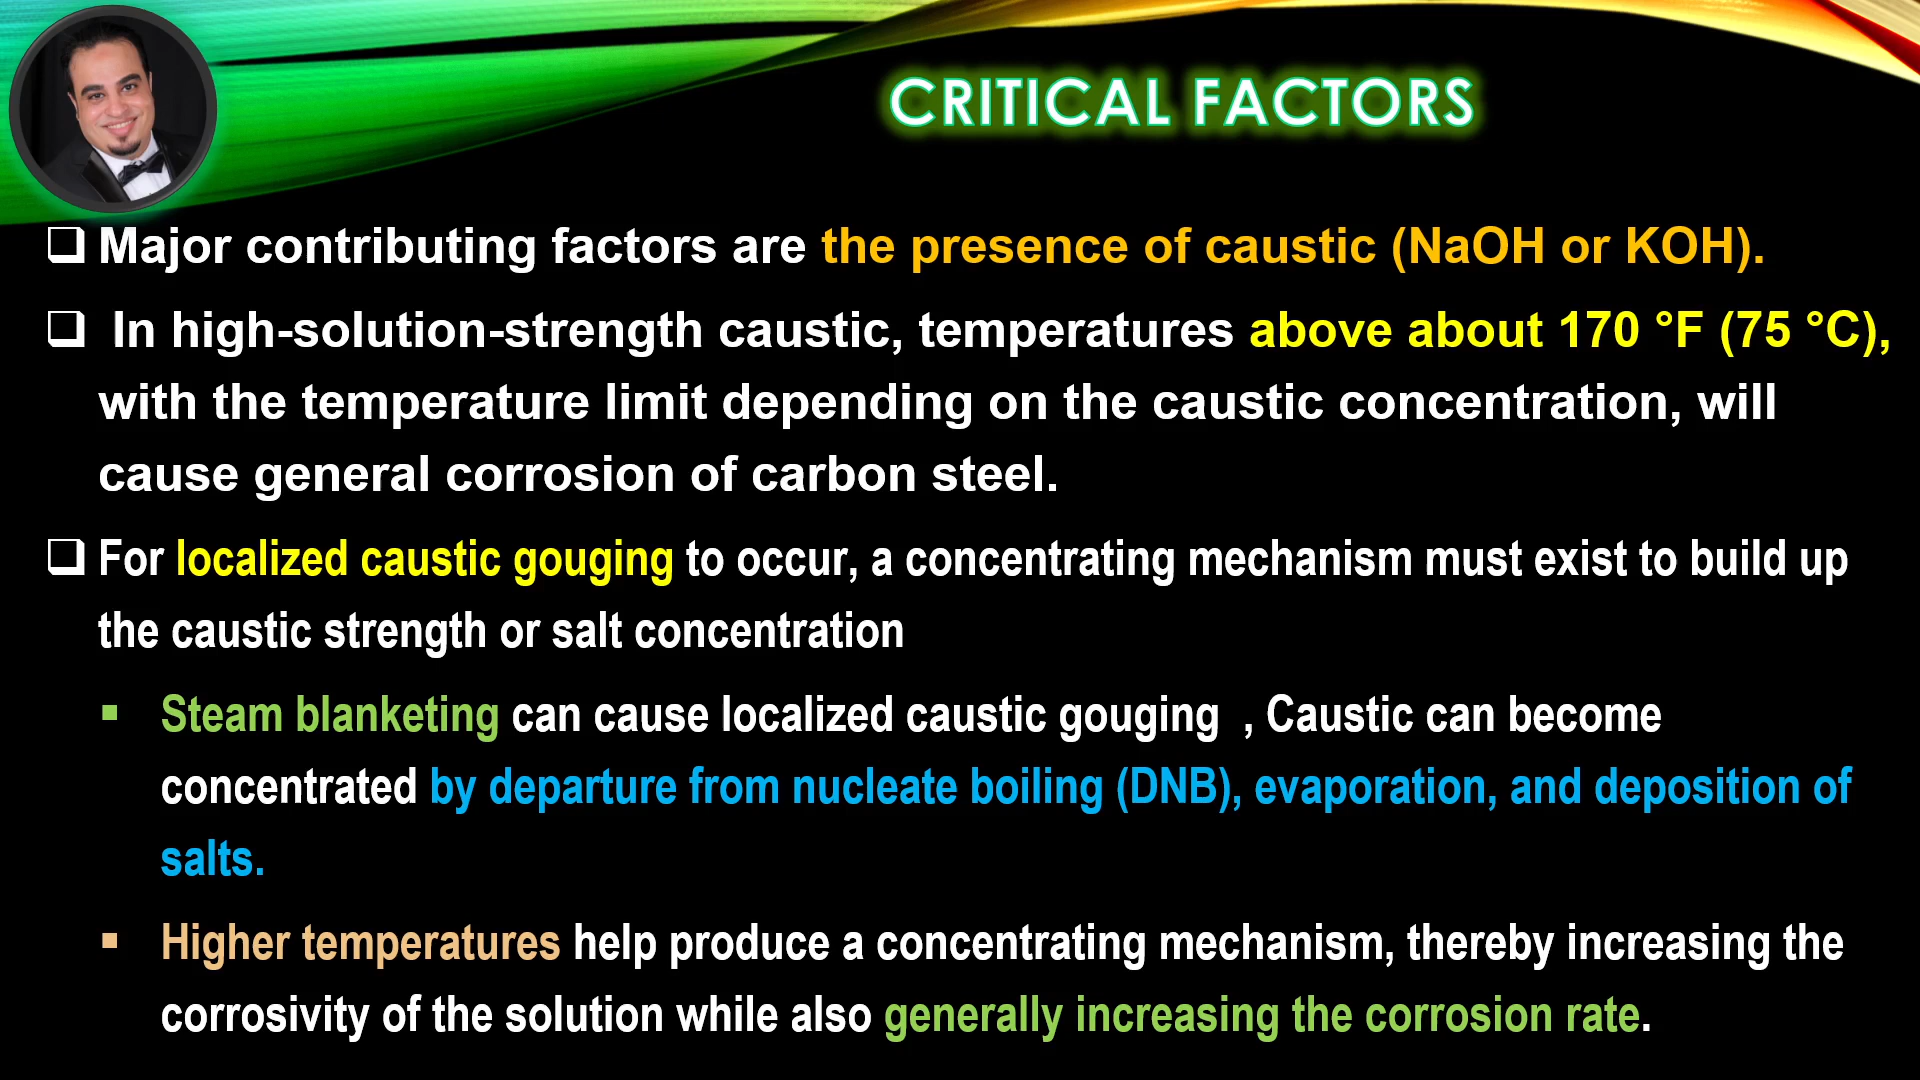 CRITICAL FACTORS
❑ Major contributing factors are the presence of caustic (NaOH or KOH).
❑ In high-solution-strength caustic, temperatures above about 170 °F (75 °C),
with the temperature limit depending on the caustic concentration, will
cause general corrosion of carbon steel.
❑ For localized caustic gouging to occur, a concentrating mechanism must exist to build up
the caustic strength or salt concentration
▪ Steam blanketing can cause localized caustic gouging , Caustic can become
concentrated by departure from nucleate boiling (DNB), evaporation, and deposition of
salts.
▪ Higher temperatures help produce a concentrating mechanism, thereby increasing the
corrosivity of the solution while also generally increasing the corrosion rate.